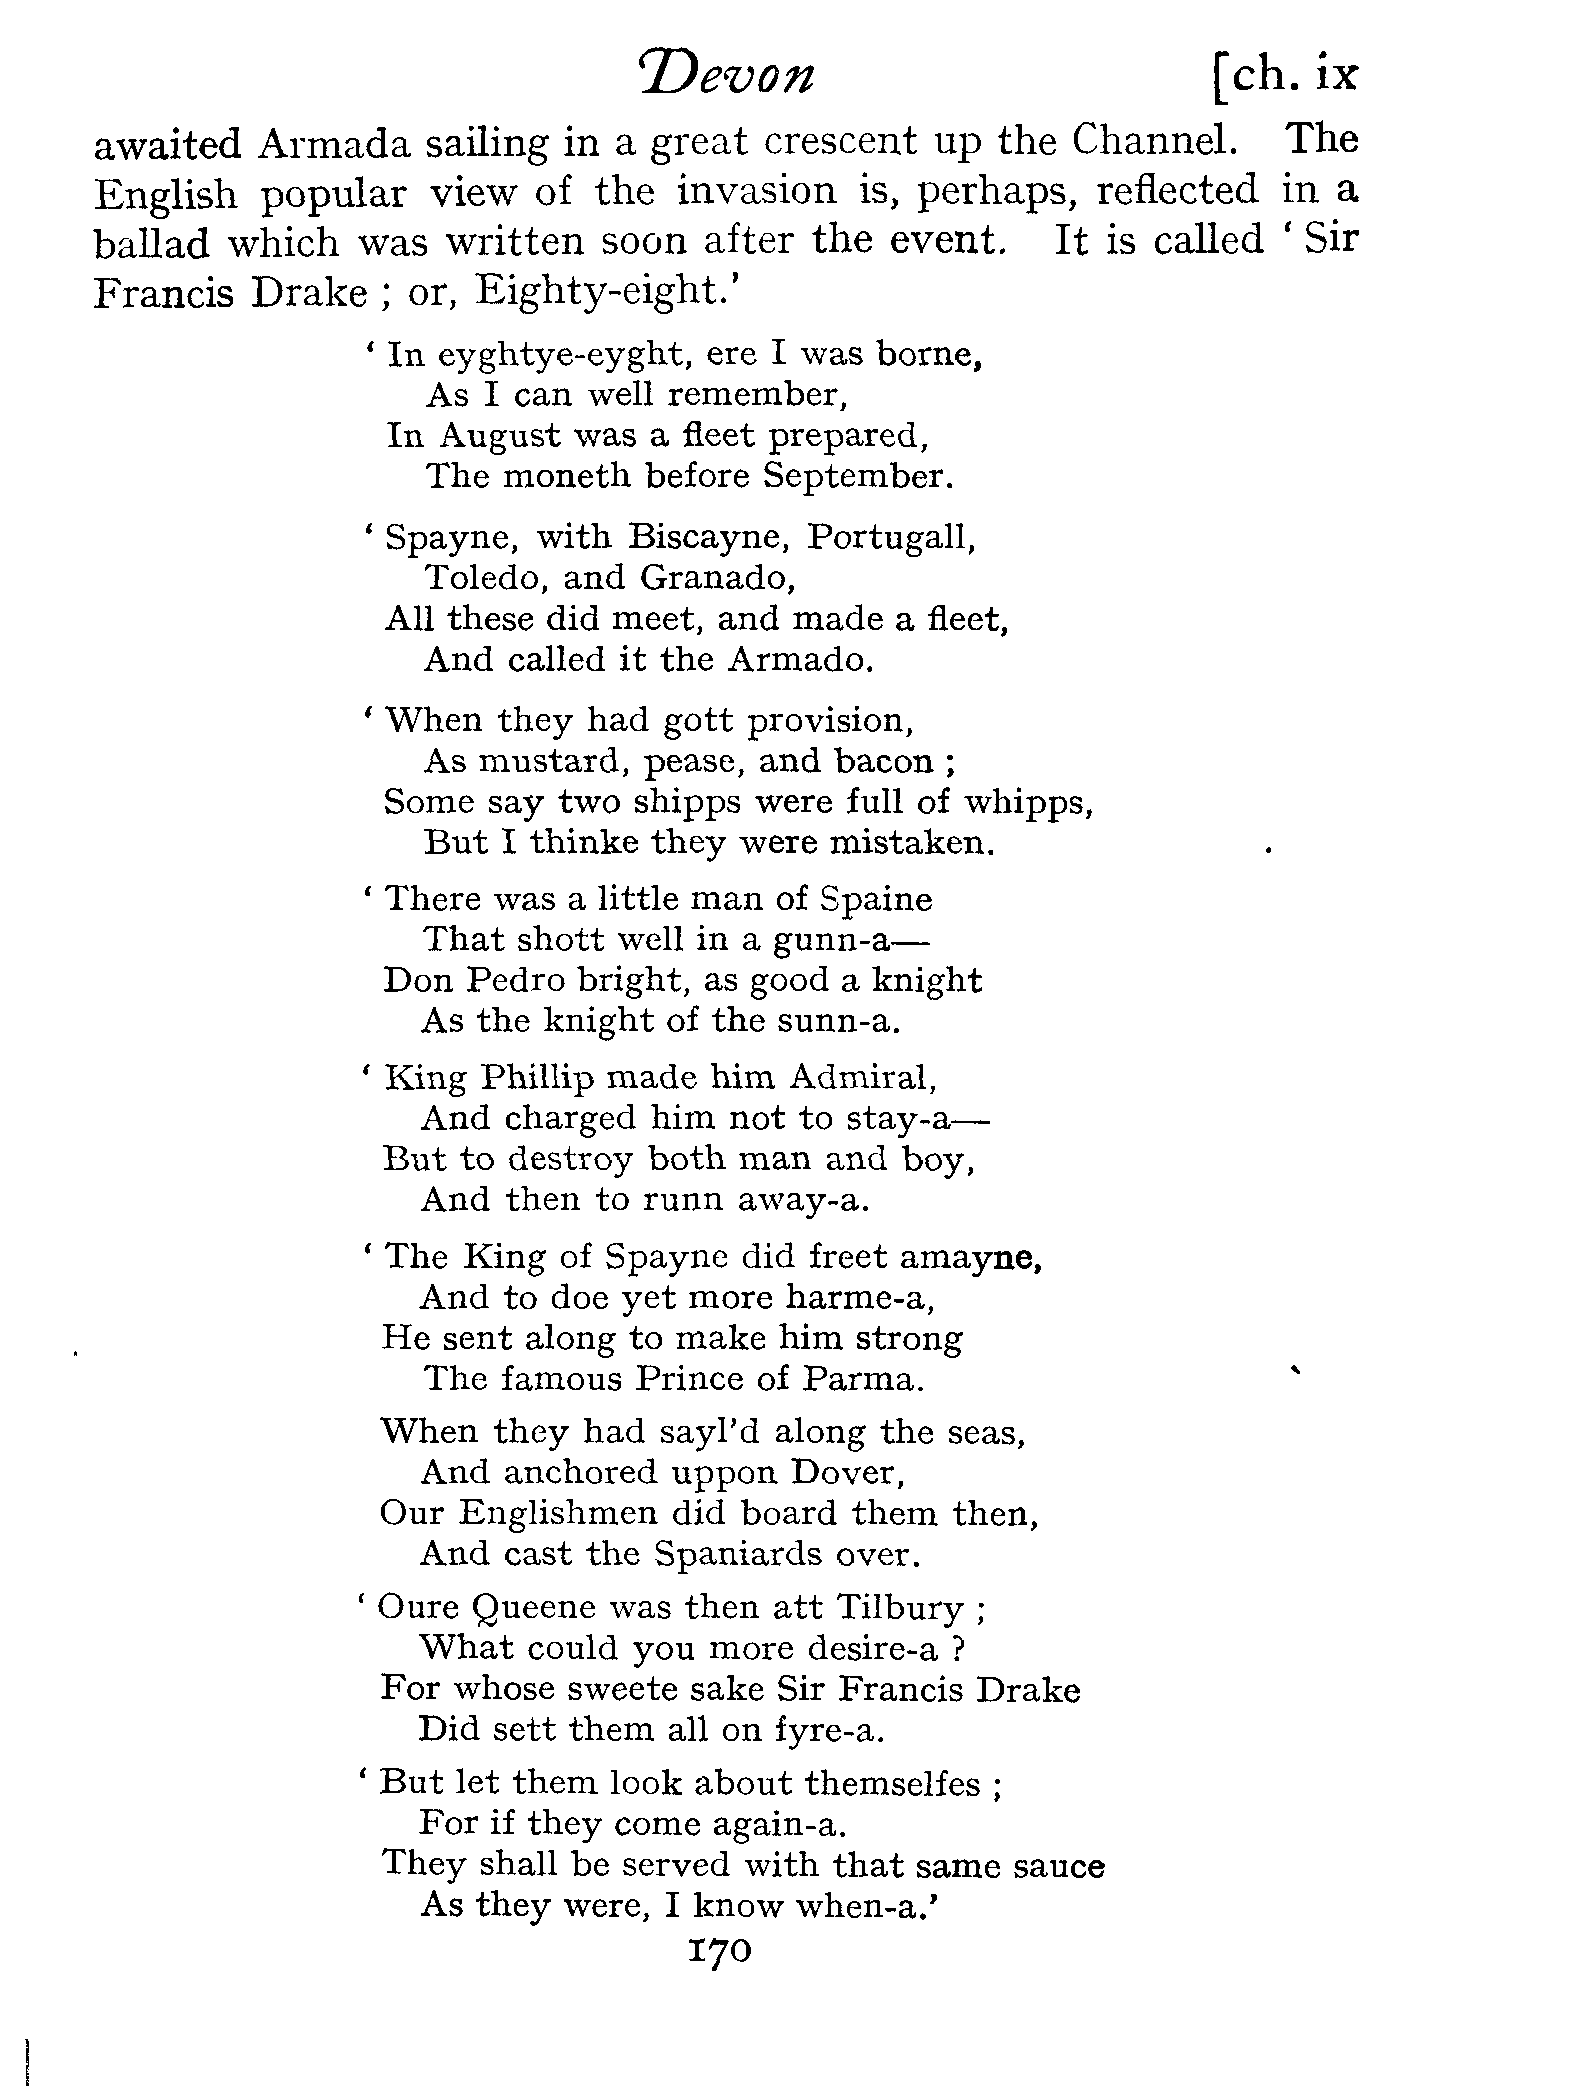 Devon [ch. ix
awaited Armada sailing in a great crescent up the Channel. The
English popular view of the invasion is, perhaps, reflected in a
ballad which was written soon after the event. It is called ‘ Sir
Francis Drake ; or, Eighty-eight.’
‘ In eyghtye-eyght, ere I was borne,
As I can well remember,
In August was a fleet prepared,
The moneth before September.
‘ Spayne, with Biscayne, Portugall,
Toledo, and Granado,
All these did meet, and made a fleet,
And called it the Armado.
‘ When they had gott provision,
As mustard, pease, and bacon ;
Some say two shipps were full of whipps,
But I thinke they were mistaken.
‘ There was a little man of Spaine
That shott well in a gunn-a—
Don Pedro bright, as good a knight
As the knight of the sunn-a.
‘ King Phillip made him Admiral,
And charged him not to stay-a—
But to destroy both man and boy,
And then to runn away-a.
‘ The King of Spayne did freet amayne,
And to doe yet more harme-a,
He sent along to make him strong
The famous Prince of Parma.
When they had sayl’d along the seas,
And anchored uppon Dover,
Our Englishmen did board them then,
And cast the Spaniards over.
‘ Oure Queene was then att Tilbury ;
What could you more desire-a ?
For whose sweete sake Sir Francis Drake
Did sett them all on fyre-a.
‘ But let them look about themselfes ;
For if they come again-a.
They shall be served with that same sauce
As they were, I know when-a.’
170